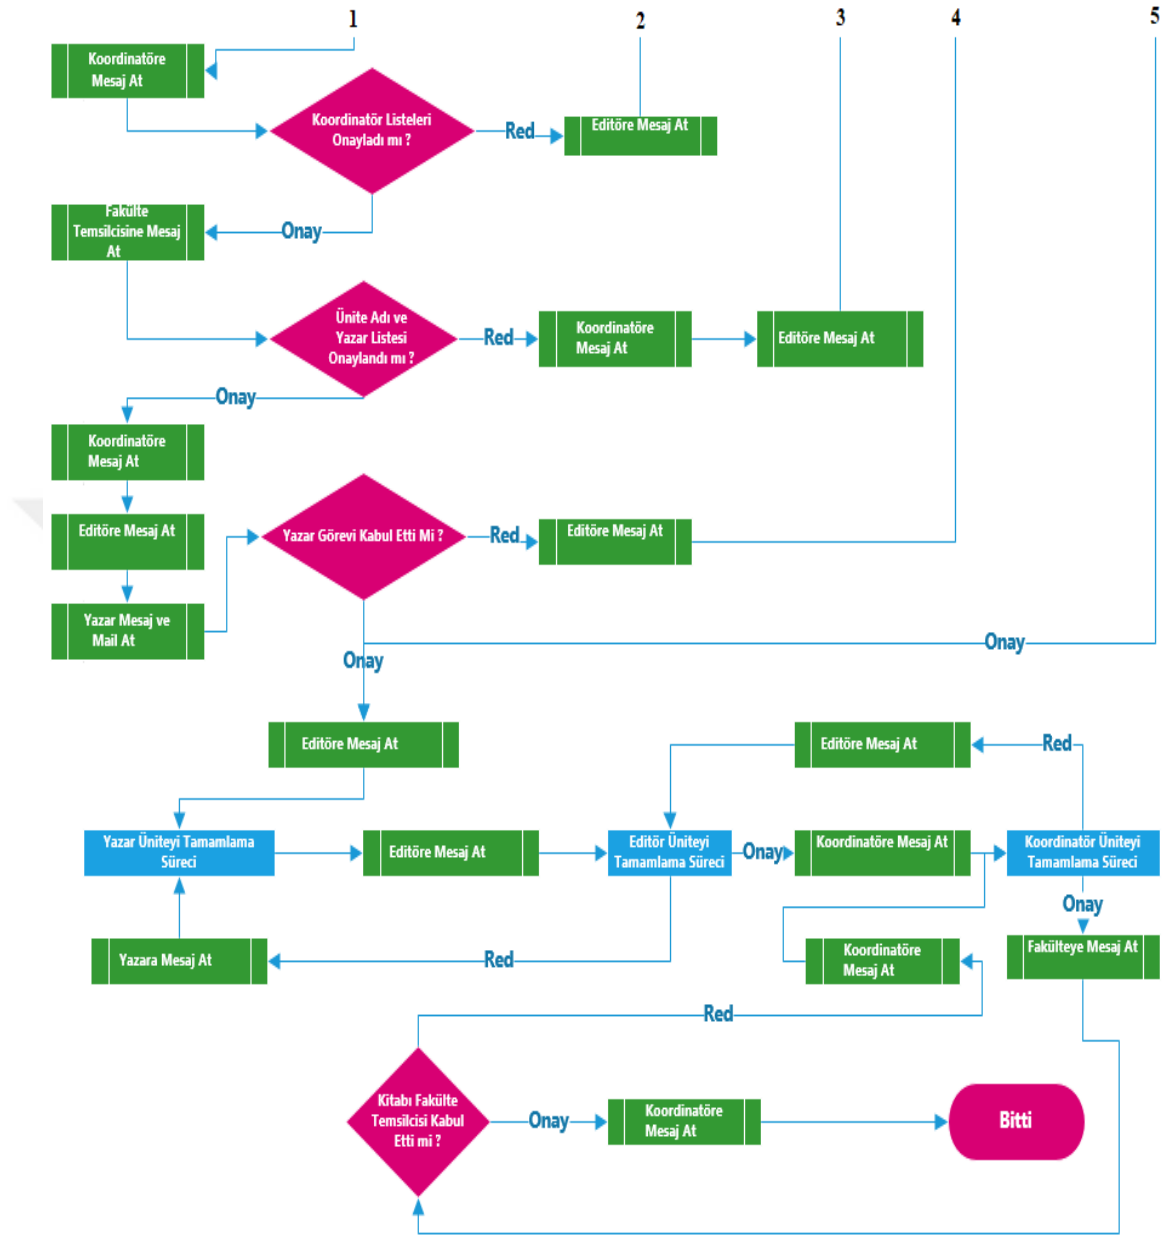 1
2
3
4
5
Koordinatöre
Mesaj At
Koordinatör Listeleri
Onayladı mı ?
Red
Editöre Mesaj At
Fakülte
Temsilcisine Mesaj
At
Onay
Ünite Adı ve
Yazar Listesi
Onaylandı mı ?
Red
Koordinatöre
Mesaj At
Editöre Mesaj At
Onay
Koordinatöre
Mesaj At
Editöre Mesaj At
Yazar Görevi Kabul Etti Mi ?
Red
Editöre Mesaj At
Yazar Mesaj ve
Mail At
Onay
Onay
Editöre Mesaj At
Editöre Mesaj At
Red
Yazar Üniteyi Tamamlama
Süreci
Editöre Mesaj At
Editör Üniteyi
Tamamlama Süreci
Onay
Koordinatöre Mesaj At
Koordinatör Üniteyi
Tamamlama Süreci
Onay
Yazara Mesaj At
Red
Koordinatöre
Mesaj At
Fakülteye Mesaj At
Red
Kitabı Fakülte
Temsilcisi Kabul
Etti mi ?
Onay
Koordinatöre
Mesaj At
Bitti